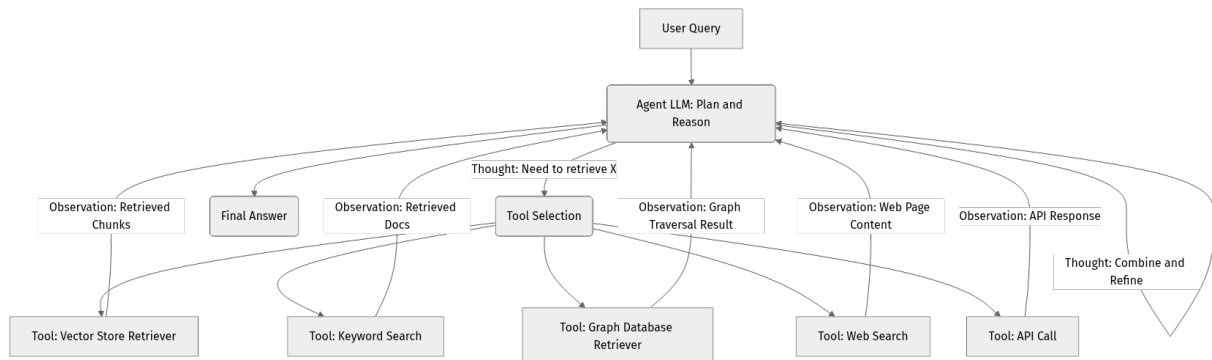 User Query
Agent LLM: Plan and
Reason
Thought: Need to retrieve X
Observation: Retrieved
Chunks
Final Answer
Observation: Retrieved
Docs
Tool Selection
Observation: Graph
Traversal Result
Observation: Web Page
Content
Observation: API Response
Thought: Combine and
Refine
Tool: Vector Store Retriever
Tool: Keyword Search
Tool: Graph Database
Retriever
Tool: Web Search
Tool: API Call